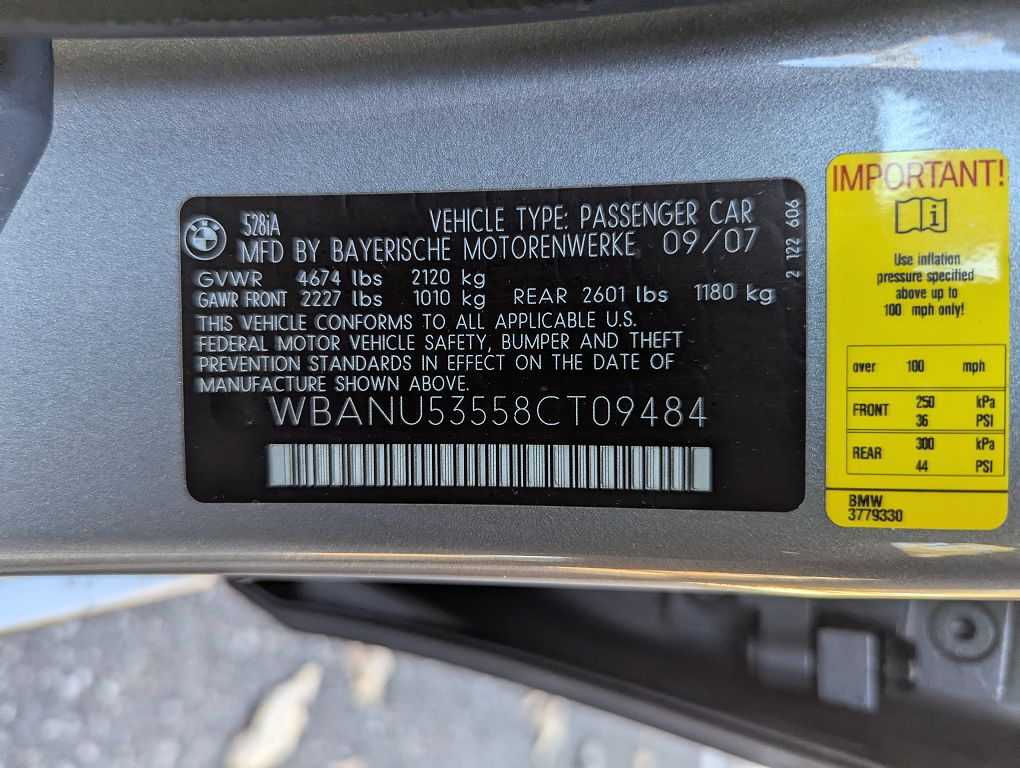 528iA VEHICLE TYPE: PASSENGER CAR
MFD BY BAYERISCHE MOTORENWERKE 09/07
GVWR 4674 lbs 2120 kg
GAWR FRONT 2227 lbs 1010 kg REAR 2601 lbs 1180 kg
THIS VEHICLE CONFORMS TO ALL APPLICABLE U.S.
FEDERAL MOTOR VEHICLE SAFETY, BUMPER AND THEFT
PREVENTION STANDARDS IN EFFECT ON THE DATE OF
MANUFACTURE SHOWN ABOVE.
WBANU53558CT09484
2 122 606
IMPORTANT!
i
Use inflation
pressure specified
above up to
100 mph only!
over 100 mph
FRONT 250 kPa
36 PSI
REAR 300 kPa
44 PSI
BMW
3779330